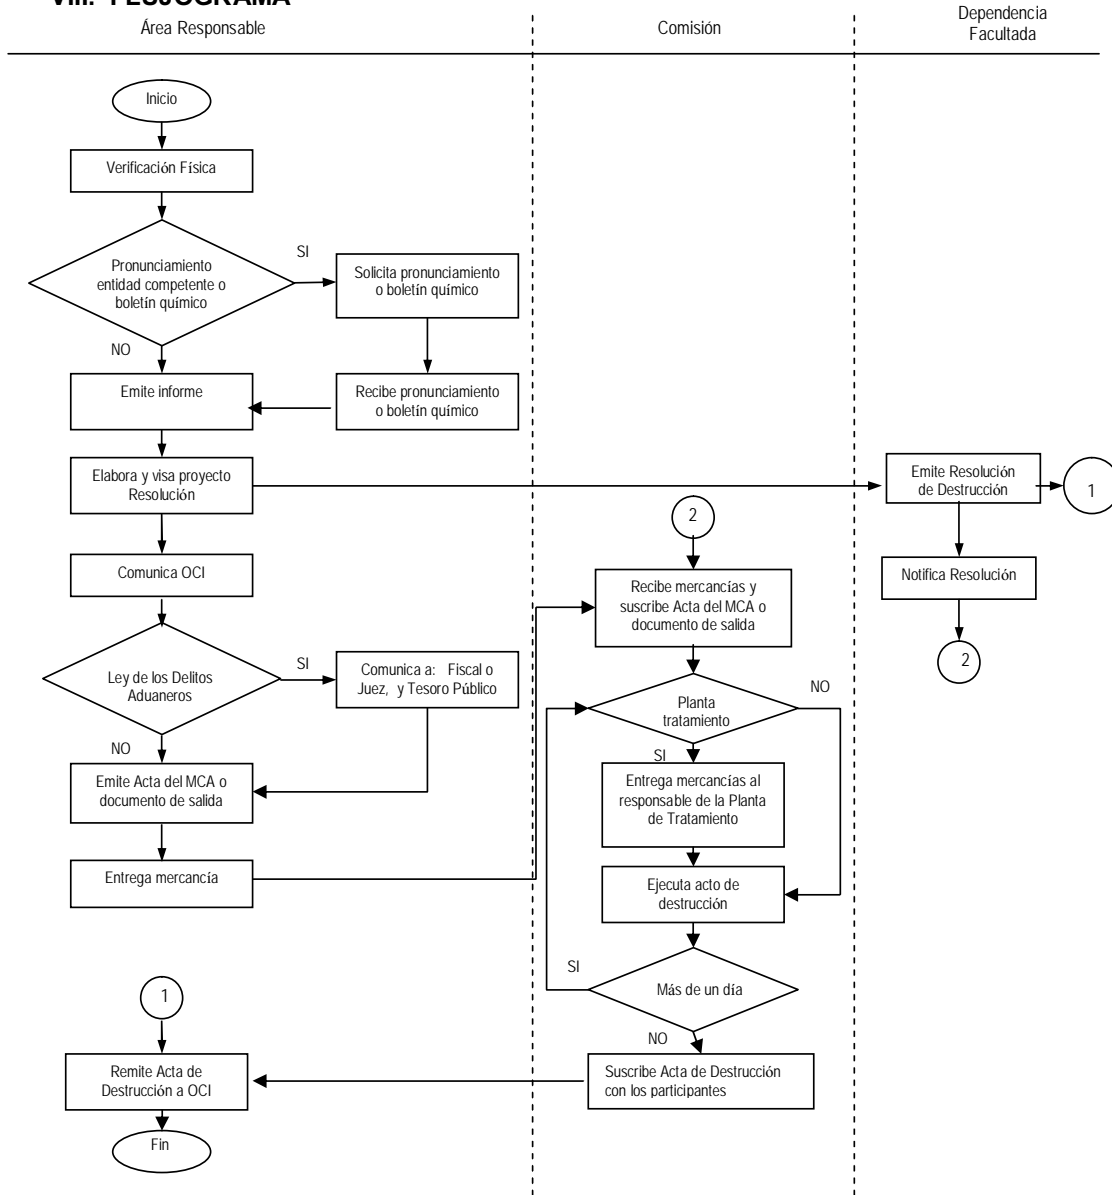 VIII. FLUJOGRAMA
Área Responsable
Comisión
Dependencia
Facultada
Inicio
Verificación Física
Pronunciamiento
entidad competente o
boletín químico
SI
Solicita pronunciamiento
o boletín químico
NO
Emite informe
Recibe pronunciamiento
o boletín químico
Elabora y visa proyecto
Resolución
Emite Resolución
de Destrucción
1
2
Comunica OCI
Recibe mercancías y
suscribe Acta del MCA o
documento de salida
Notifica Resolución
2
Ley de los Delitos
Aduaneros
SI
Comunica a: Fiscal o
Juez, y Tesoro Público
Planta
tratamiento
NO
NO
SI
Emite Acta del MCA o
documento de salida
Entrega mercancías al
responsable de la Planta
de Tratamiento
Entrega mercancía
Ejecuta acto de
destrucción
SI
Más de un día
1
NO
Remite Acta de
Destrucción a OCI
Suscribe Acta de Destrucción
con los participantes
Fin